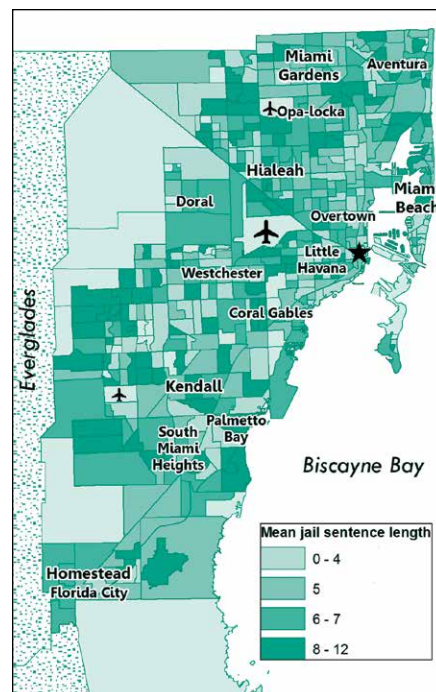 Miami
Gardens
Aventura
Opa-locka
Hialeah
Doral
Miami
Beach
Overtown
Little
Havana
Westchester
Coral Gables
Everglades
Kendall
Palmetto
Bay
South
Miami
Heights
Biscayne Bay
Homestead
Florida City
Mean jail sentence length
0 - 4
5
6 - 7
8 - 12